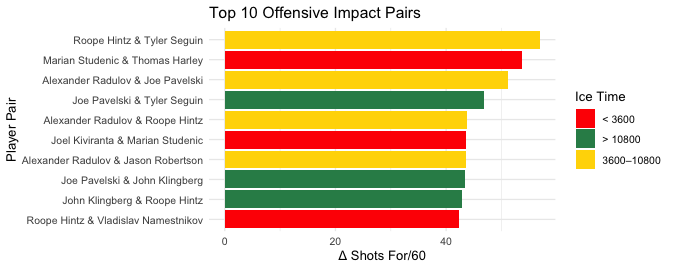 Top 10 Offensive Impact Pairs
Player Pair
Roope Hintz & Tyler Seguin
Marian Studenic & Thomas Harley
Alexander Radulov & Joe Pavelski
Joe Pavelski & Tyler Seguin
Alexander Radulov & Roope Hintz
Joel Kiviranta & Marian Studenic
Alexander Radulov & Jason Robertson
Joe Pavelski & John Klingberg
John Klingberg & Roope Hintz
Roope Hintz & Vladislav Namestnikov
0 20 40
Δ Shots For/60
Ice Time
< 3600
> 10800
3600–10800